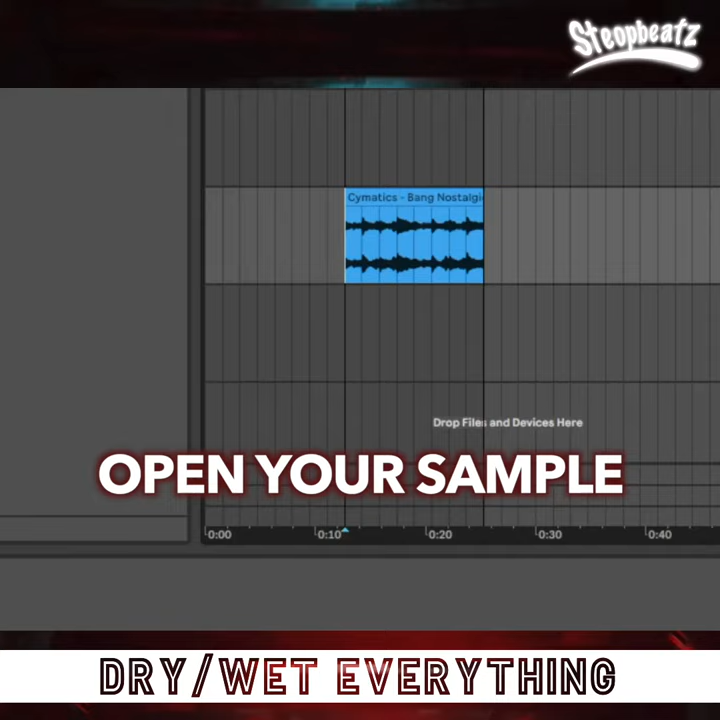 Steopbeatz
Cymatics - Bang Nostalgi
Drop Files and Devices Here
OPEN YOUR SAMPLE
0:00 0:10 0:20 0:30 0:40
DRY/WET EVERYTHING